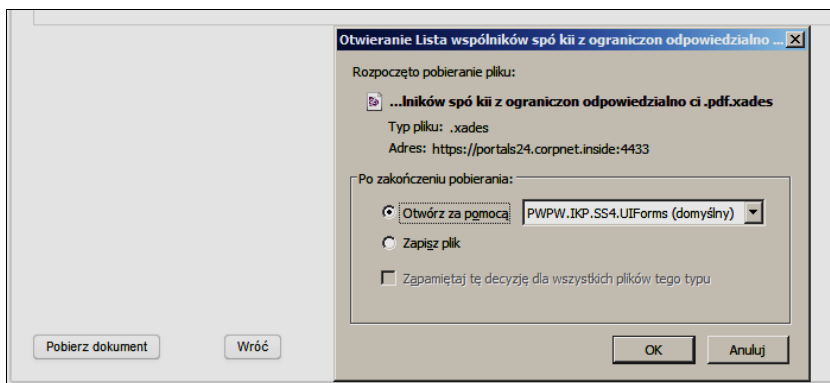 Otwieranie Lista wspólników spó kii z ograniczon odpowiedzialno ...
Rozpoczęto pobieranie pliku:
...lników spó kii z ograniczon odpowiedzialno ci .pdf.xades
Typ pliku: .xades
Adres: https://portals24.corpnet.inside:4433
Po zakończeniu pobierania:
Otwórz za pomocą PWPW.IKP.SS4.UIForms (domyślny)
Zapisz plik
Zapamiętaj tę decyzję dla wszystkich plików tego typu
Pobierz dokument Wróć OK Anuluj